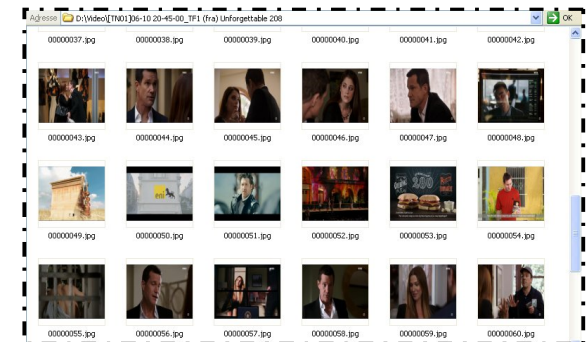 Adresse D:\Video\[TN01]06-10 20-45-00_TF1 (fra) Unforgettable 208 OK
00000037.jpg 00000038.jpg 00000039.jpg 00000040.jpg 00000041.jpg 00000042.jpg
00000043.jpg 00000044.jpg 00000045.jpg 00000046.jpg 00000047.jpg 00000048.jpg
eni
280
00000049.jpg 00000050.jpg 00000051.jpg 00000052.jpg 00000053.jpg 00000054.jpg
00000055.jpg 00000056.jpg 00000057.jpg 00000058.jpg 00000059.jpg 00000060.jpg